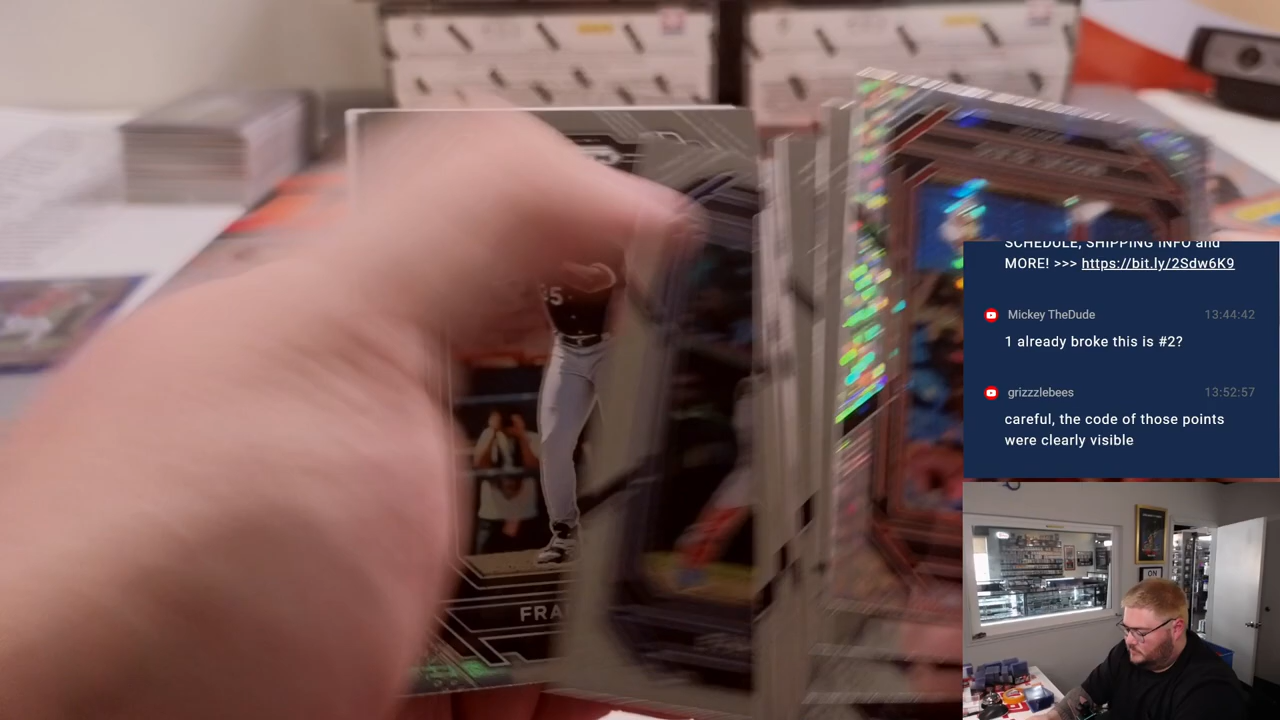 SCHEDULE, SHIPPING INFO and
MORE! >>> https://bit.ly/2Sdw6K9
Mickey TheDude 13:44:42
1 already broke this is #2?
grizzzlebees 13:52:57
careful, the code of those points
were clearly visible
FRA
ON